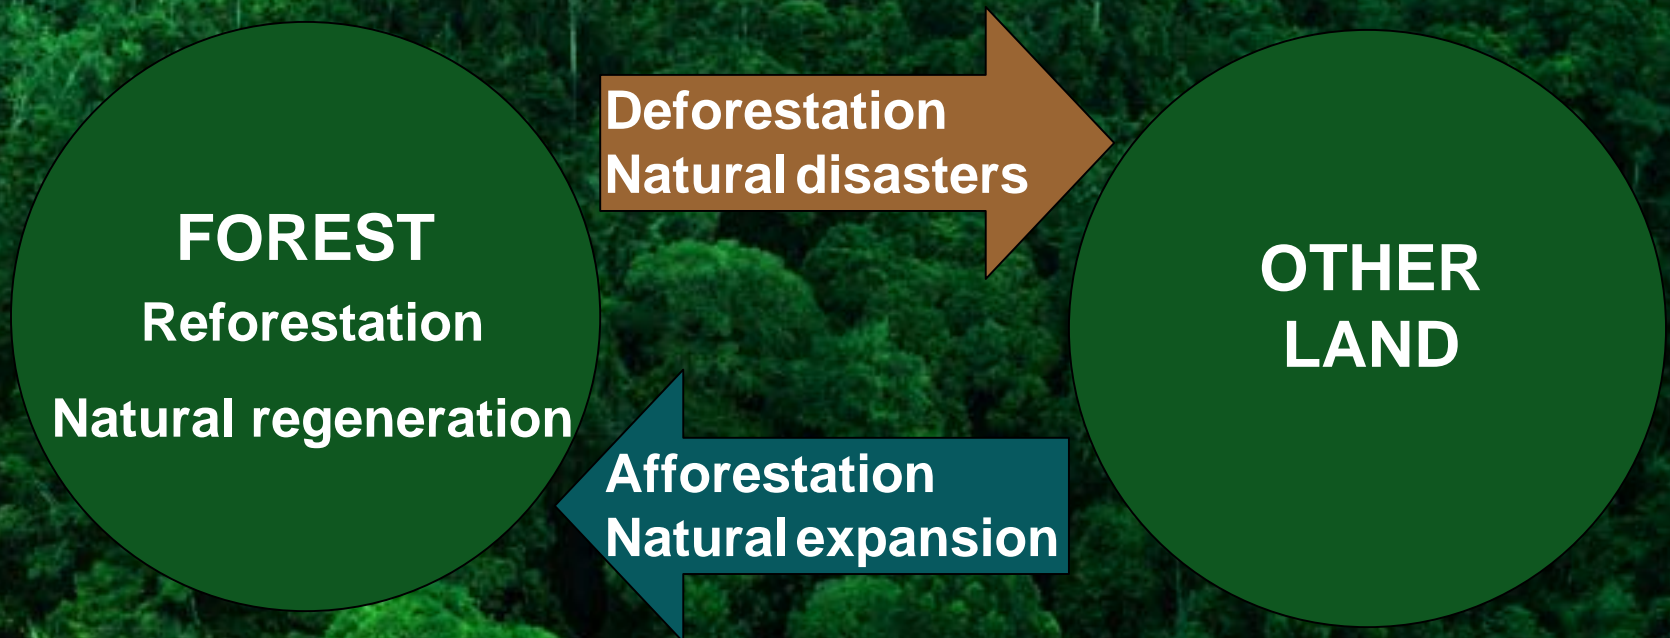 FOREST
Reforestation
Natural regeneration
Deforestation
Natural disasters
Afforestation
Natural expansion
OTHER
LAND